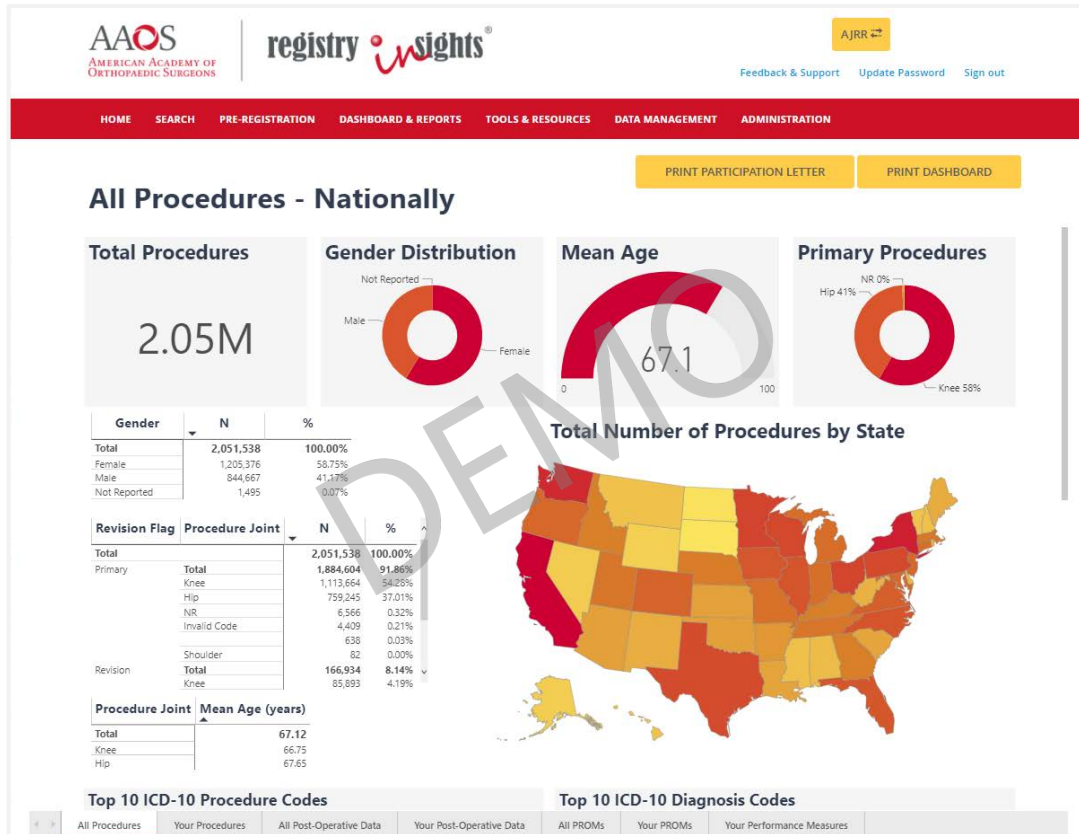 AAOS
AMERICAN ACADEMY OF
ORTHOPAEDIC SURGEONS
registry insights®
AJRR
Feedback & Support Update Password Sign out
HOME SEARCH PRE-REGISTRATION DASHBOARD & REPORTS TOOLS & RESOURCES DATA MANAGEMENT ADMINISTRATION
PRINT PARTICIPATION LETTER PRINT DASHBOARD
All Procedures - Nationally
Total Procedures
2.05M
Gender Distribution
Not Reported
Male
Female
Mean Age
67.1
0 100
Primary Procedures
NR 0%
Hip 41%
Knee 58%
DEMO
Gender N %
Total 2,051,538 100.00%
Female 1,205,376 58.75%
Male 844,667 41.17%
Not Reported 1,495 0.07%
Total Number of Procedures by State
Revision Flag Procedure Joint N %
Total 2,051,538 100.00%
Primary Total 1,884,604 91.86%
Knee 1,113,664 54.28%
Hip 759,245 37.01%
NR 6,566 0.32%
Invalid Code 4,409 0.21%
638 0.03%
Shoulder 82 0.00%
Revision Total 166,934 8.14%
Knee 85,893 4.19%
Procedure Joint Mean Age (years)
Total 67.12
Knee 66.75
Hip 67.65
Top 10 ICD-10 Procedure Codes Top 10 ICD-10 Diagnosis Codes
All Procedures Your Procedures All Post-Operative Data Your Post-Operative Data All PROMs Your PROMs Your Performance Measures